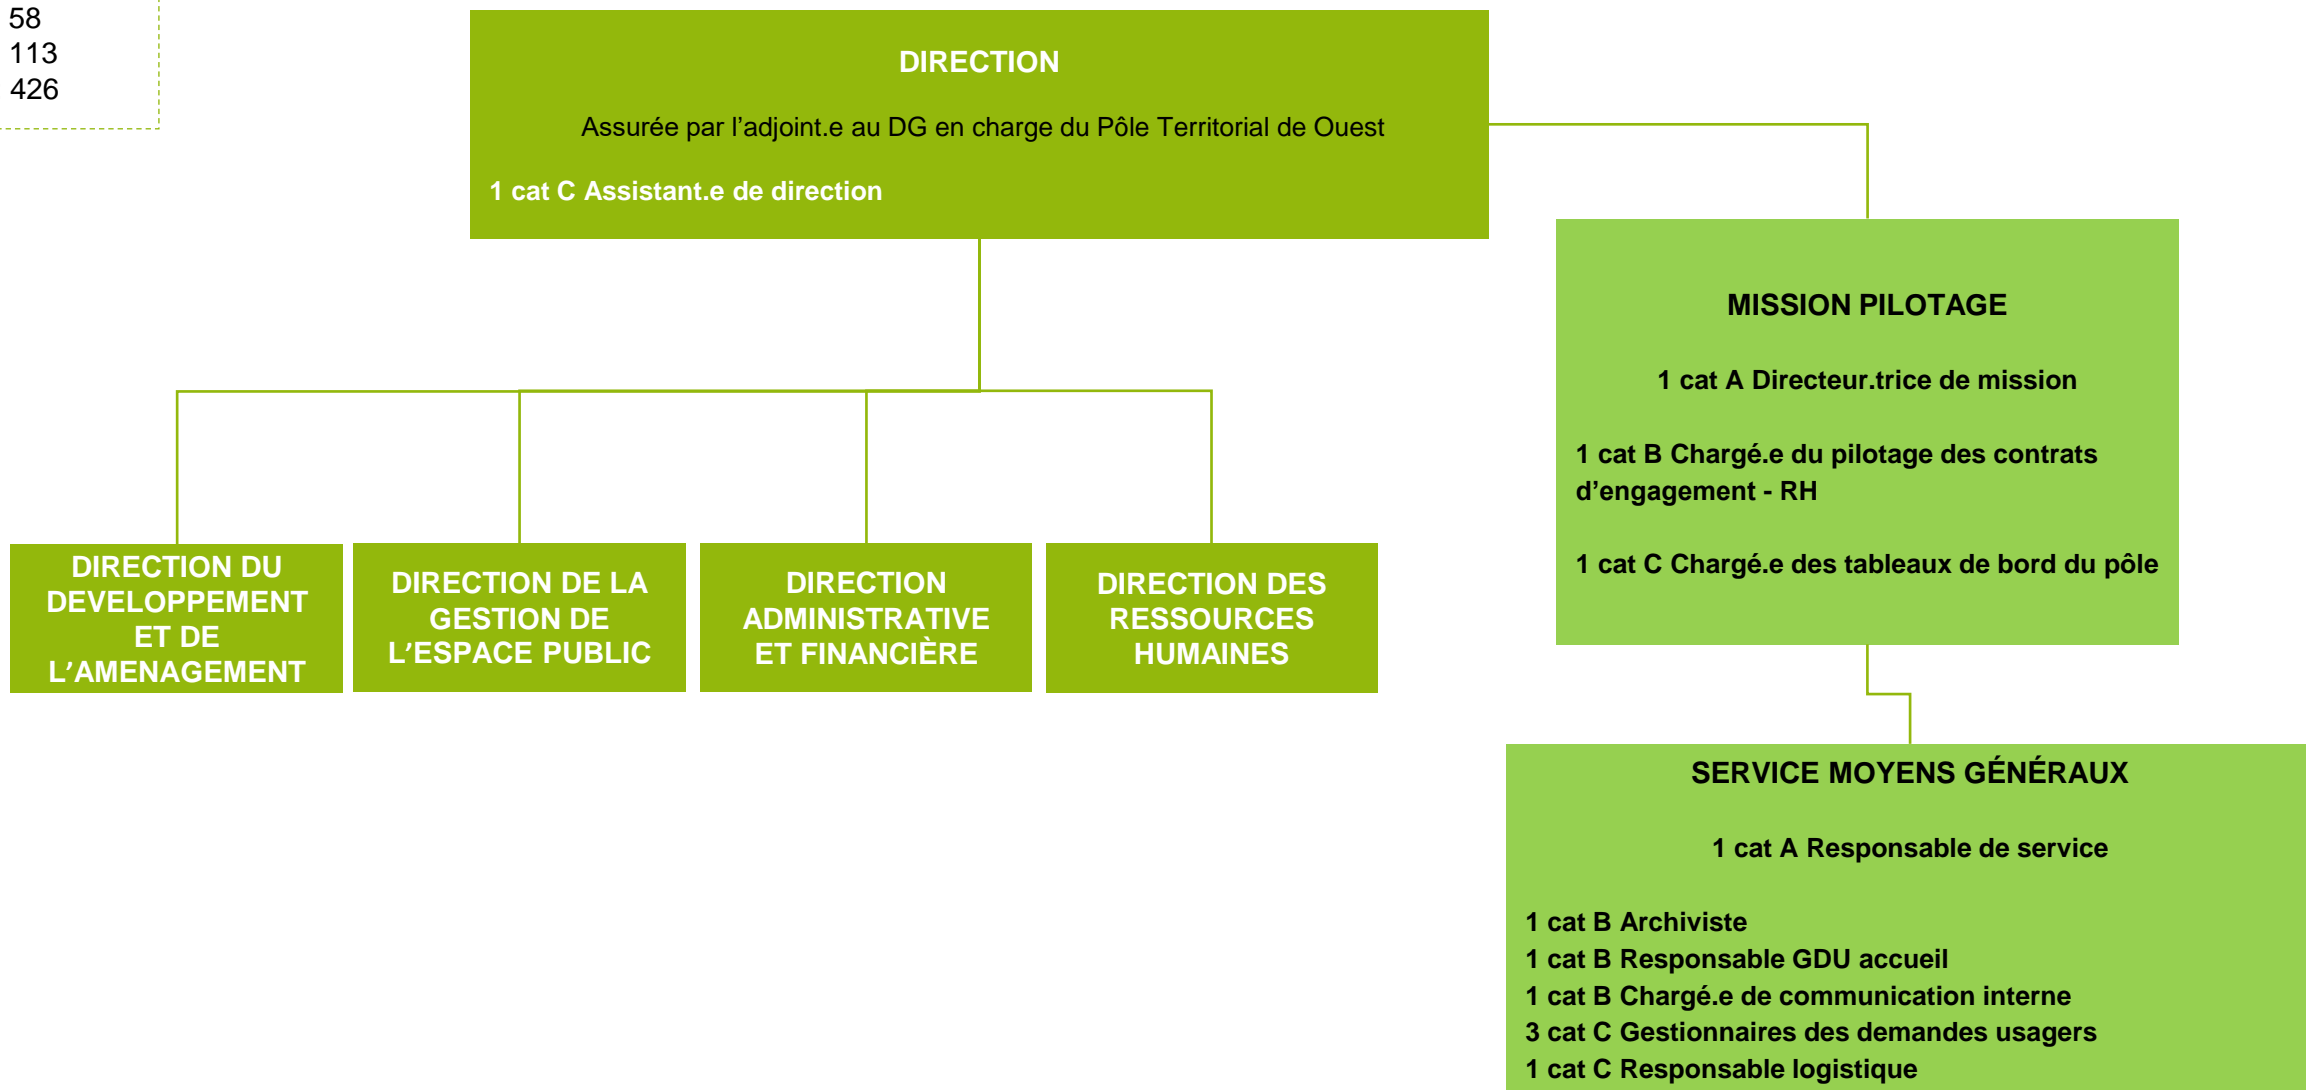 58
113
426
DIRECTION
Assurée par l’adjoint.e au DG en charge du Pôle Territorial de Ouest
1 cat C Assistant.e de direction
MISSION PILOTAGE
1 cat A Directeur.trice de mission
1 cat B Chargé.e du pilotage des contrats
d’engagement - RH
1 cat C Chargé.e des tableaux de bord du pôle
DIRECTION DU
DEVELOPPEMENT
ET DE
L’AMENAGEMENT
DIRECTION DE LA
GESTION DE
L’ESPACE PUBLIC
DIRECTION
ADMINISTRATIVE
ET FINANCIÈRE
DIRECTION DES
RESSOURCES
HUMAINES
SERVICE MOYENS GÉNÉRAUX
1 cat A Responsable de service
1 cat B Archiviste
1 cat B Responsable GDU accueil
1 cat B Chargé.e de communication interne
3 cat C Gestionnaires des demandes usagers
1 cat C Responsable logistique